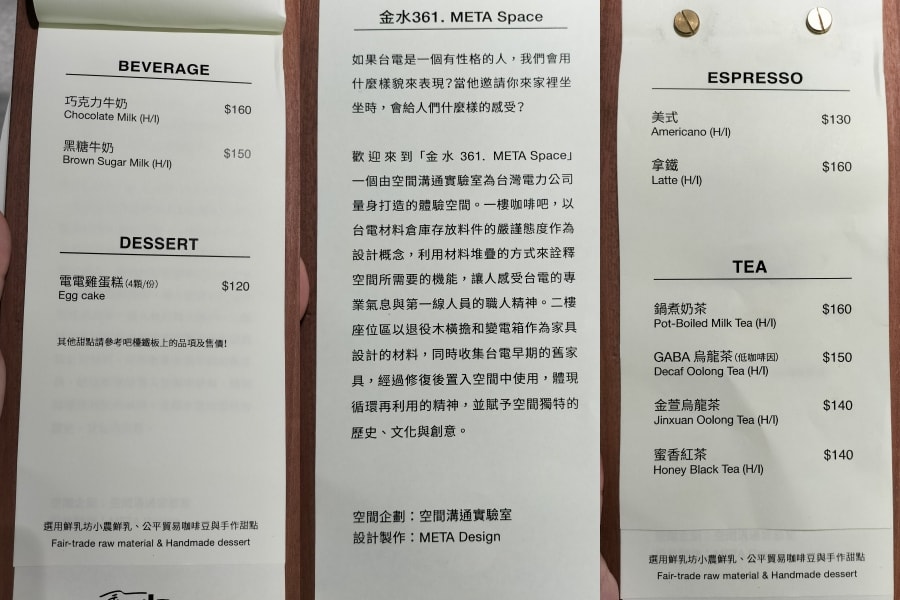 BEVERAGE
巧克力牛奶 $160
Chocolate Milk (H/I)
黑糖牛奶 $150
Brown Sugar Milk (H/I)
DESSERT
電電雞蛋糕(4顆/份) $120
Egg cake
其他甜點請參考吧檯鐵板上的品項及售價!
選用鮮乳坊小農鮮乳、公平貿易咖啡豆與手作甜點
Fair-trade raw material & Handmade dessert
金水361. META Space
如果台電是一個有性格的人，我們會用
什麼樣貌來表現?當他邀請你來家裡坐
坐時，會給人們什麼樣的感受?
歡迎來到「金水 361. META Space」
一個由空間溝通實驗室為台灣電力公司
量身打造的體驗空間。一樓咖啡吧，以
台電材料倉庫存放料件的嚴謹態度作為
設計概念，利用材料堆疊的方式來詮釋
空間所需要的機能，讓人感受台電的專
業氣息與第一線人員的職人精神。二樓
座位區以退役木橫擔和變電箱作為家具
設計的材料，同時收集台電早期的舊家
具，經過修復後置入空間中使用，體現
循環再利用的精神，並賦予空間獨特的
歷史、文化與創意。
空間企劃：空間溝通實驗室
設計製作：META Design
ESPRESSO
美式 $130
Americano (H/I)
拿鐵 $160
Latte (H/I)
TEA
鍋煮奶茶 $160
Pot-Boiled Milk Tea (H/I)
GABA 烏龍茶(低咖啡因) $150
Decaf Oolong Tea (H/I)
金萱烏龍茶 $140
Jinxuan Oolong Tea (H/I)
蜜香紅茶 $140
Honey Black Tea (H/I)
選用鮮乳坊小農鮮乳、公平貿易咖啡豆與手作甜點
Fair-trade raw material & Handmade dessert